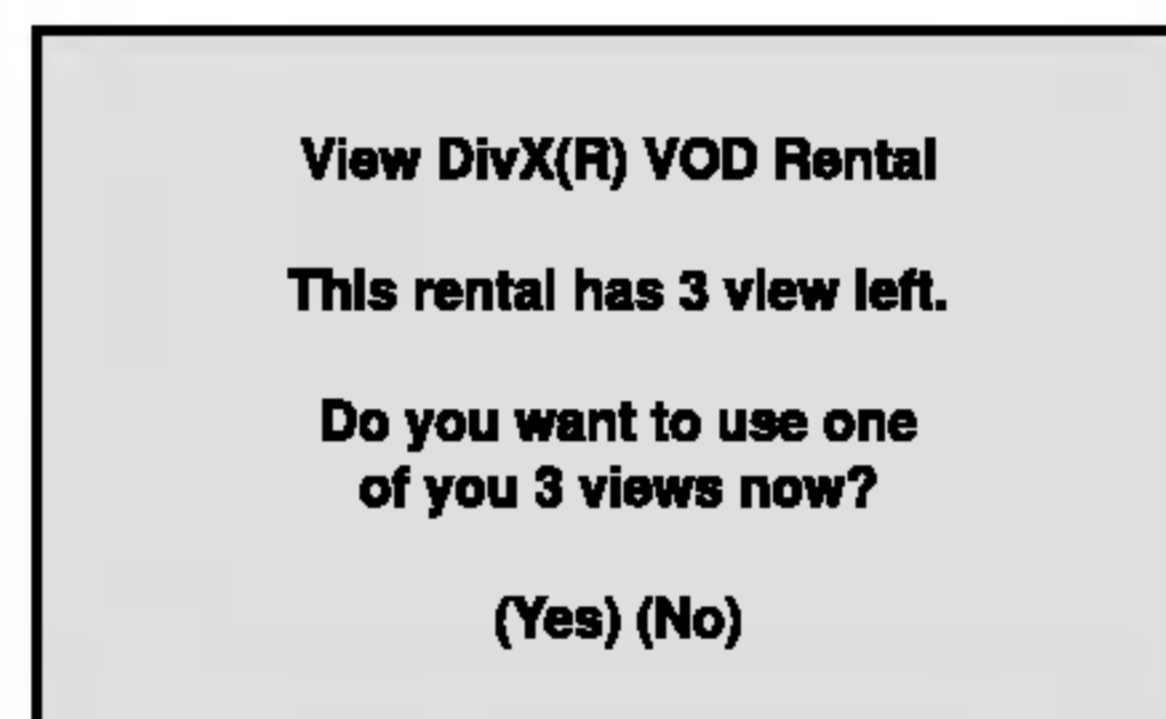 View DivX(R) VOD Rental
This rental has 3 view left.
Do you want to use one
of you 3 views now?
(Yes) (No)